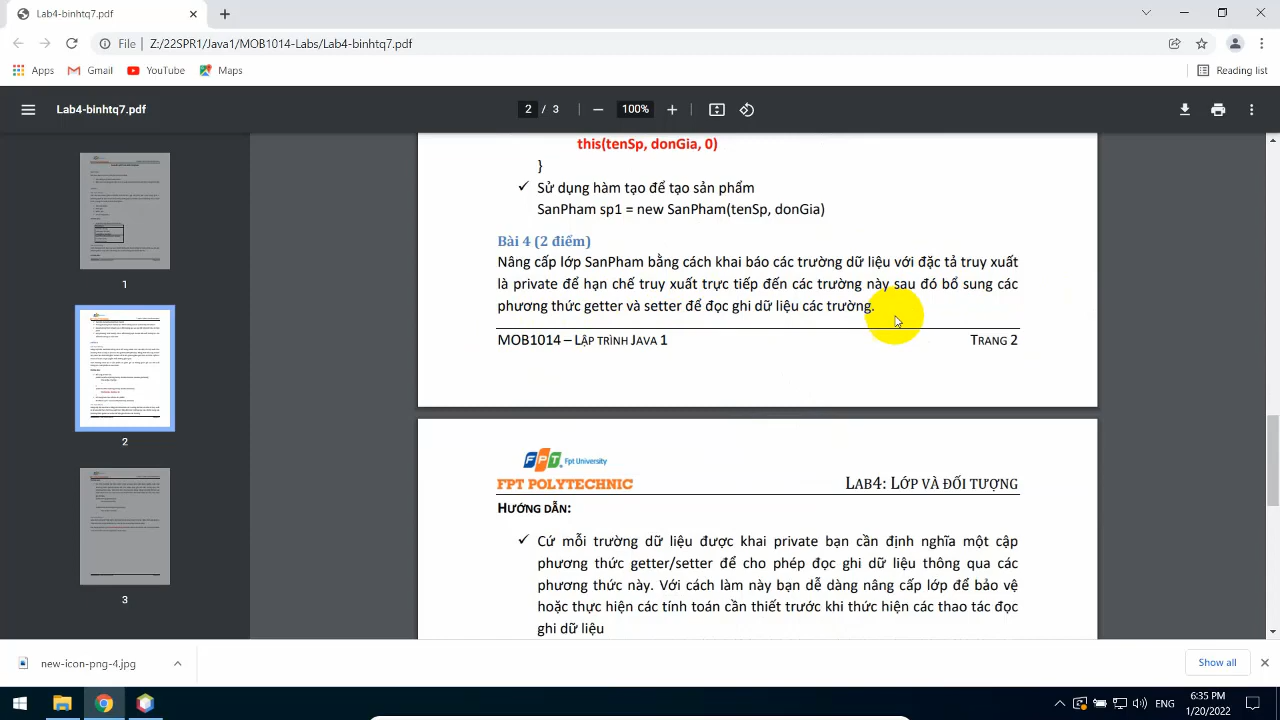 Lab4-binhtq7.pdf
File | Z:/22SPR1/Java1/MOB1014-Labs/Lab4-binhtq7.pdf
Apps Gmail YouTube Maps Reading list
Lab4-binhtq7.pdf 2 / 3 100%
this(tenSp, donGia, 0)
}
✓ Sử dụng hàm tạo để tạo sản phẩm
SanPham sp1 = new SanPham(tenSp, donGia)
Bài 4 (2 điểm)
Nâng cấp lớp SanPham bằng cách khai báo các trường dữ liệu với đặc tả truy xuất
là private để hạn chế truy xuất trực tiếp đến các trường này sau đó bổ sung các
phương thức getter và setter để đọc ghi dữ liệu các trường.
MOB1014 – LẬP TRÌNH JAVA 1 TRANG 2
FPT. Fpt University
FPT POLYTECHNIC LAB4: LỚP VÀ ĐỐI TƯỢNG
HƯỚNG DẪN:
✓ Cứ mỗi trường dữ liệu được khai private bạn cần định nghĩa một cặp
phương thức getter/setter để cho phép đọc ghi dữ liệu thông qua các
phương thức này. Với cách làm này bạn dễ dàng nâng cấp lớp để bảo vệ
hoặc thực hiện các tính toán cần thiết trước khi thức hiện các thao tác đọc
ghi dữ liệu
1
2
3
new-icon-png-4.jpg Show all
ENG
6:35 PM
1/20/2022